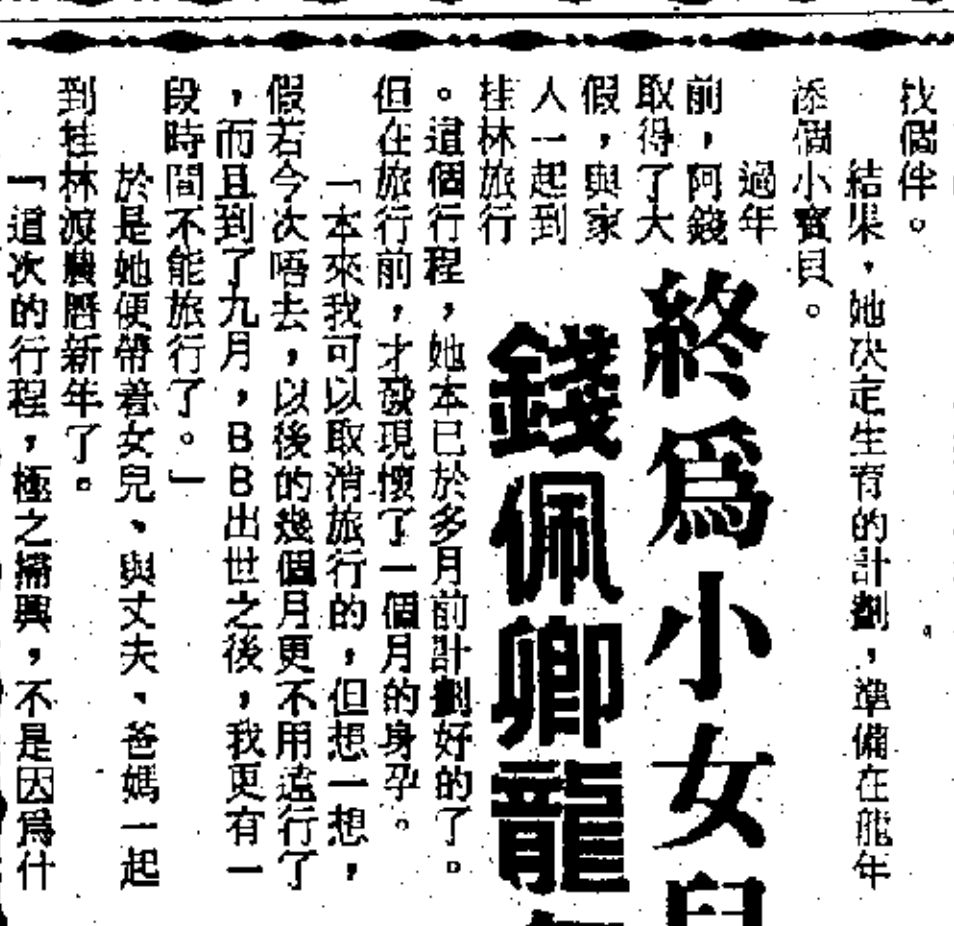 找個伴。
結果,她决定生育的計劃,準備在龍年
添個小寶貝。
終爲小女
錢佩卿龍
過年
前,阿錢
取得了大
假,與家
人一起到
桂林旅行
。這個行程,她本已於多月前計劃好的了。
但在旅行前,才發現懷了一個月的身孕。
「本來我可以取消旅行的,但想一想,
假若今次唔去,以後的幾個月更不用遠行了
,而且到了九月,BB出世之後,我更有一
段時間不能旅行了。」
於是她便帶着女兒、與丈夫、爸媽一起
到桂林渡農曆新年了。
「這次的行程,極之掃興,不是因爲什